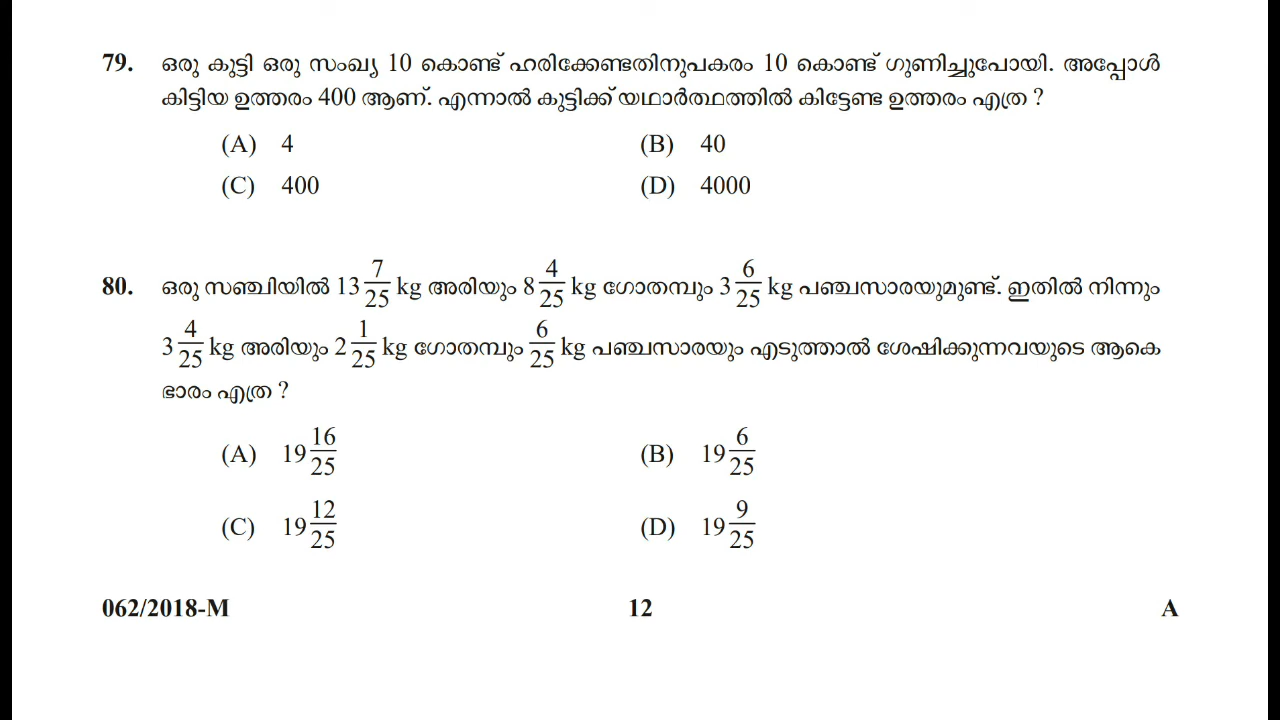 79. ഒരു കുട്ടി ഒരു സംഖ്യ 10 കൊണ്ട് ഹരിക്കേണ്ടതിനുപകരം 10 കൊണ്ട് ഗുണിച്ചുപോയി. അപ്പോൾ
കിട്ടിയ ഉത്തരം 400 ആണ്. എന്നാൽ കുട്ടിക്ക് യഥാർത്ഥത്തിൽ കിട്ടേണ്ട ഉത്തരം എത്ര ?
(A) 4 (B) 40
(C) 400 (D) 4000
80. ഒരു സഞ്ചിയിൽ 13 7/25 kg അരിയും 8 4/25 kg ഗോതമ്പും 3 6/25 kg പഞ്ചസാരയുമുണ്ട്. ഇതിൽ നിന്നും
3 4/25 kg അരിയും 2 1/25 kg ഗോതമ്പും 6/25 kg പഞ്ചസാരയും എടുത്താൽ ശേഷിക്കുന്നവയുടെ ആകെ
ഭാരം എത്ര ?
(A) 19 16/25 (B) 19 6/25
(C) 19 12/25 (D) 19 9/25
062/2018-M 12 A